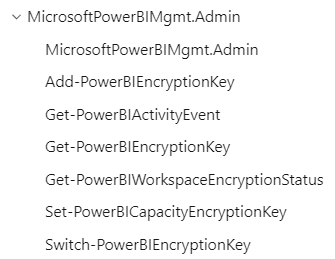 MicrosoftPowerBIMgmt.Admin
MicrosoftPowerBIMgmt.Admin
Add-PowerBIEncryptionKey
Get-PowerBIActivityEvent
Get-PowerBIEncryptionKey
Get-PowerBIWorkspaceEncryptionStatus
Set-PowerBICapacityEncryptionKey
Switch-PowerBIEncryptionKey